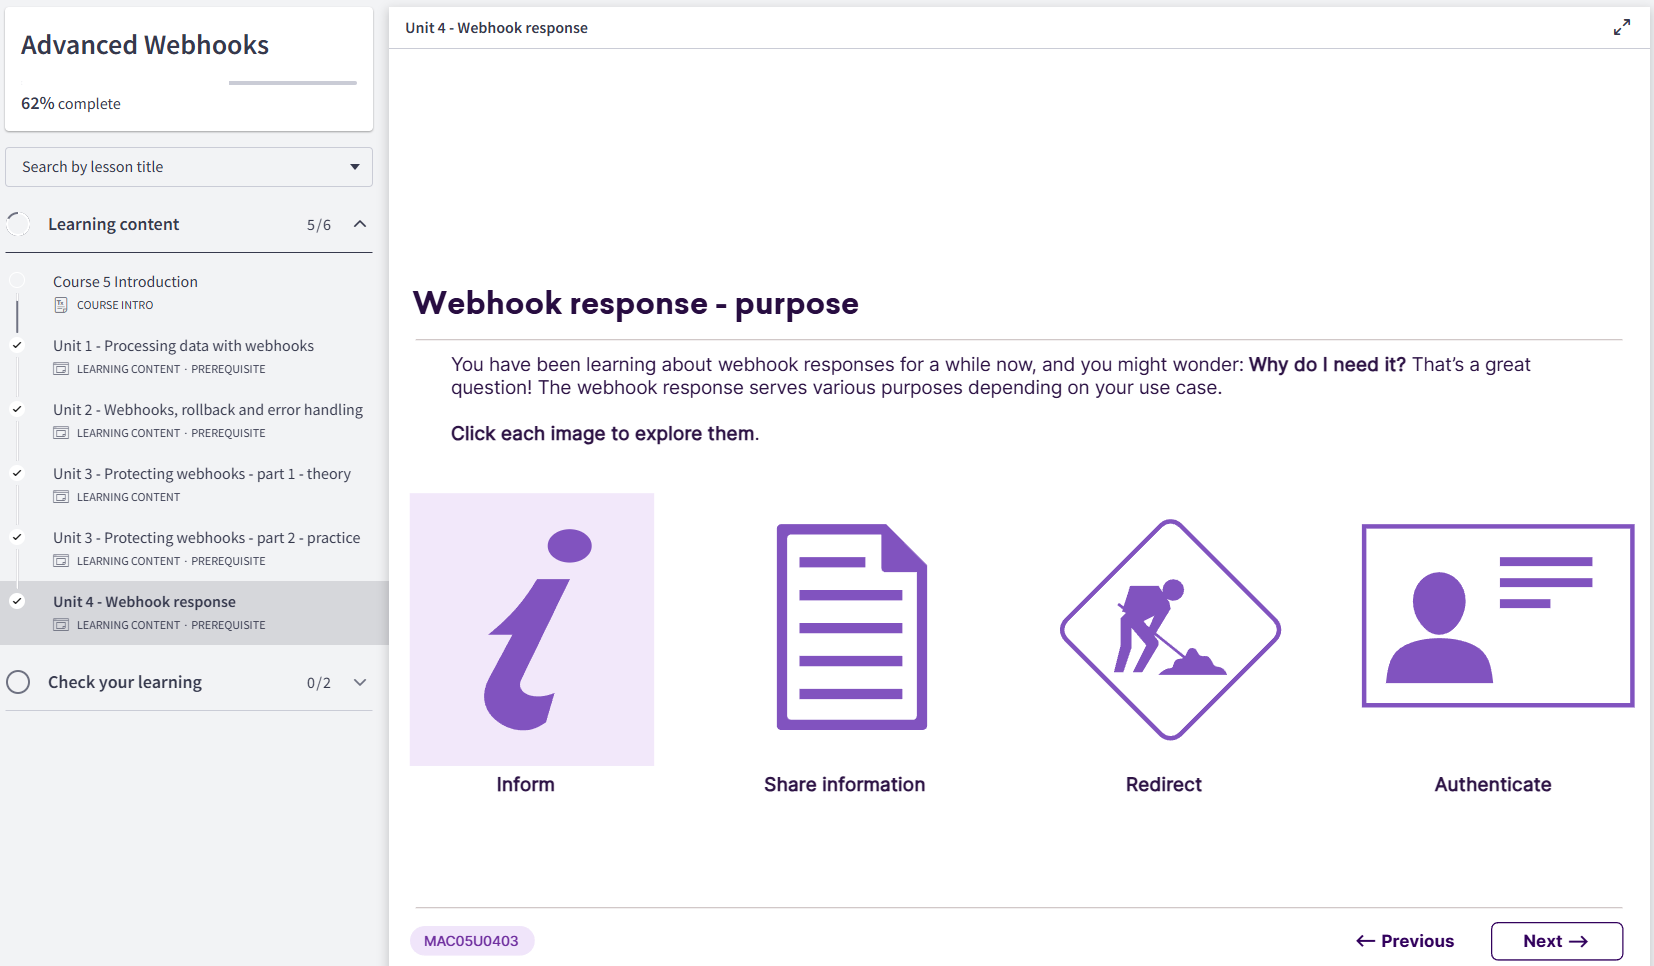 Advanced Webhooks
62% complete
Search by lesson title
Learning content 5/6
Course 5 Introduction
COURSE INTRO
Unit 1 - Processing data with webhooks
LEARNING CONTENT · PREREQUISITE
Unit 2 - Webhooks, rollback and error handling
LEARNING CONTENT · PREREQUISITE
Unit 3 - Protecting webhooks - part 1 - theory
LEARNING CONTENT
Unit 3 - Protecting webhooks - part 2 - practice
LEARNING CONTENT · PREREQUISITE
Unit 4 - Webhook response
LEARNING CONTENT · PREREQUISITE
Check your learning 0/2
Unit 4 - Webhook response
Webhook response - purpose
You have been learning about webhook responses for a while now, and you might wonder: Why do I need it? That's a great
question! The webhook response serves various purposes depending on your use case.
Click each image to explore them.
Inform
Share information
Redirect
Authenticate
MAC05U0403
← Previous
Next →